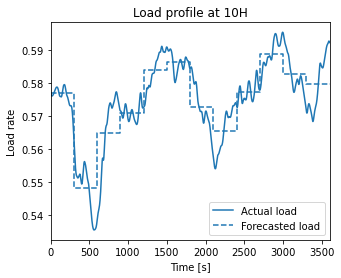 Load profile at 10H
Load rate
0.59
0.58
0.57
0.56
0.55
0.54
0 500 1000 1500 2000 2500 3000 3500
Time [s]
Actual load
Forecasted load